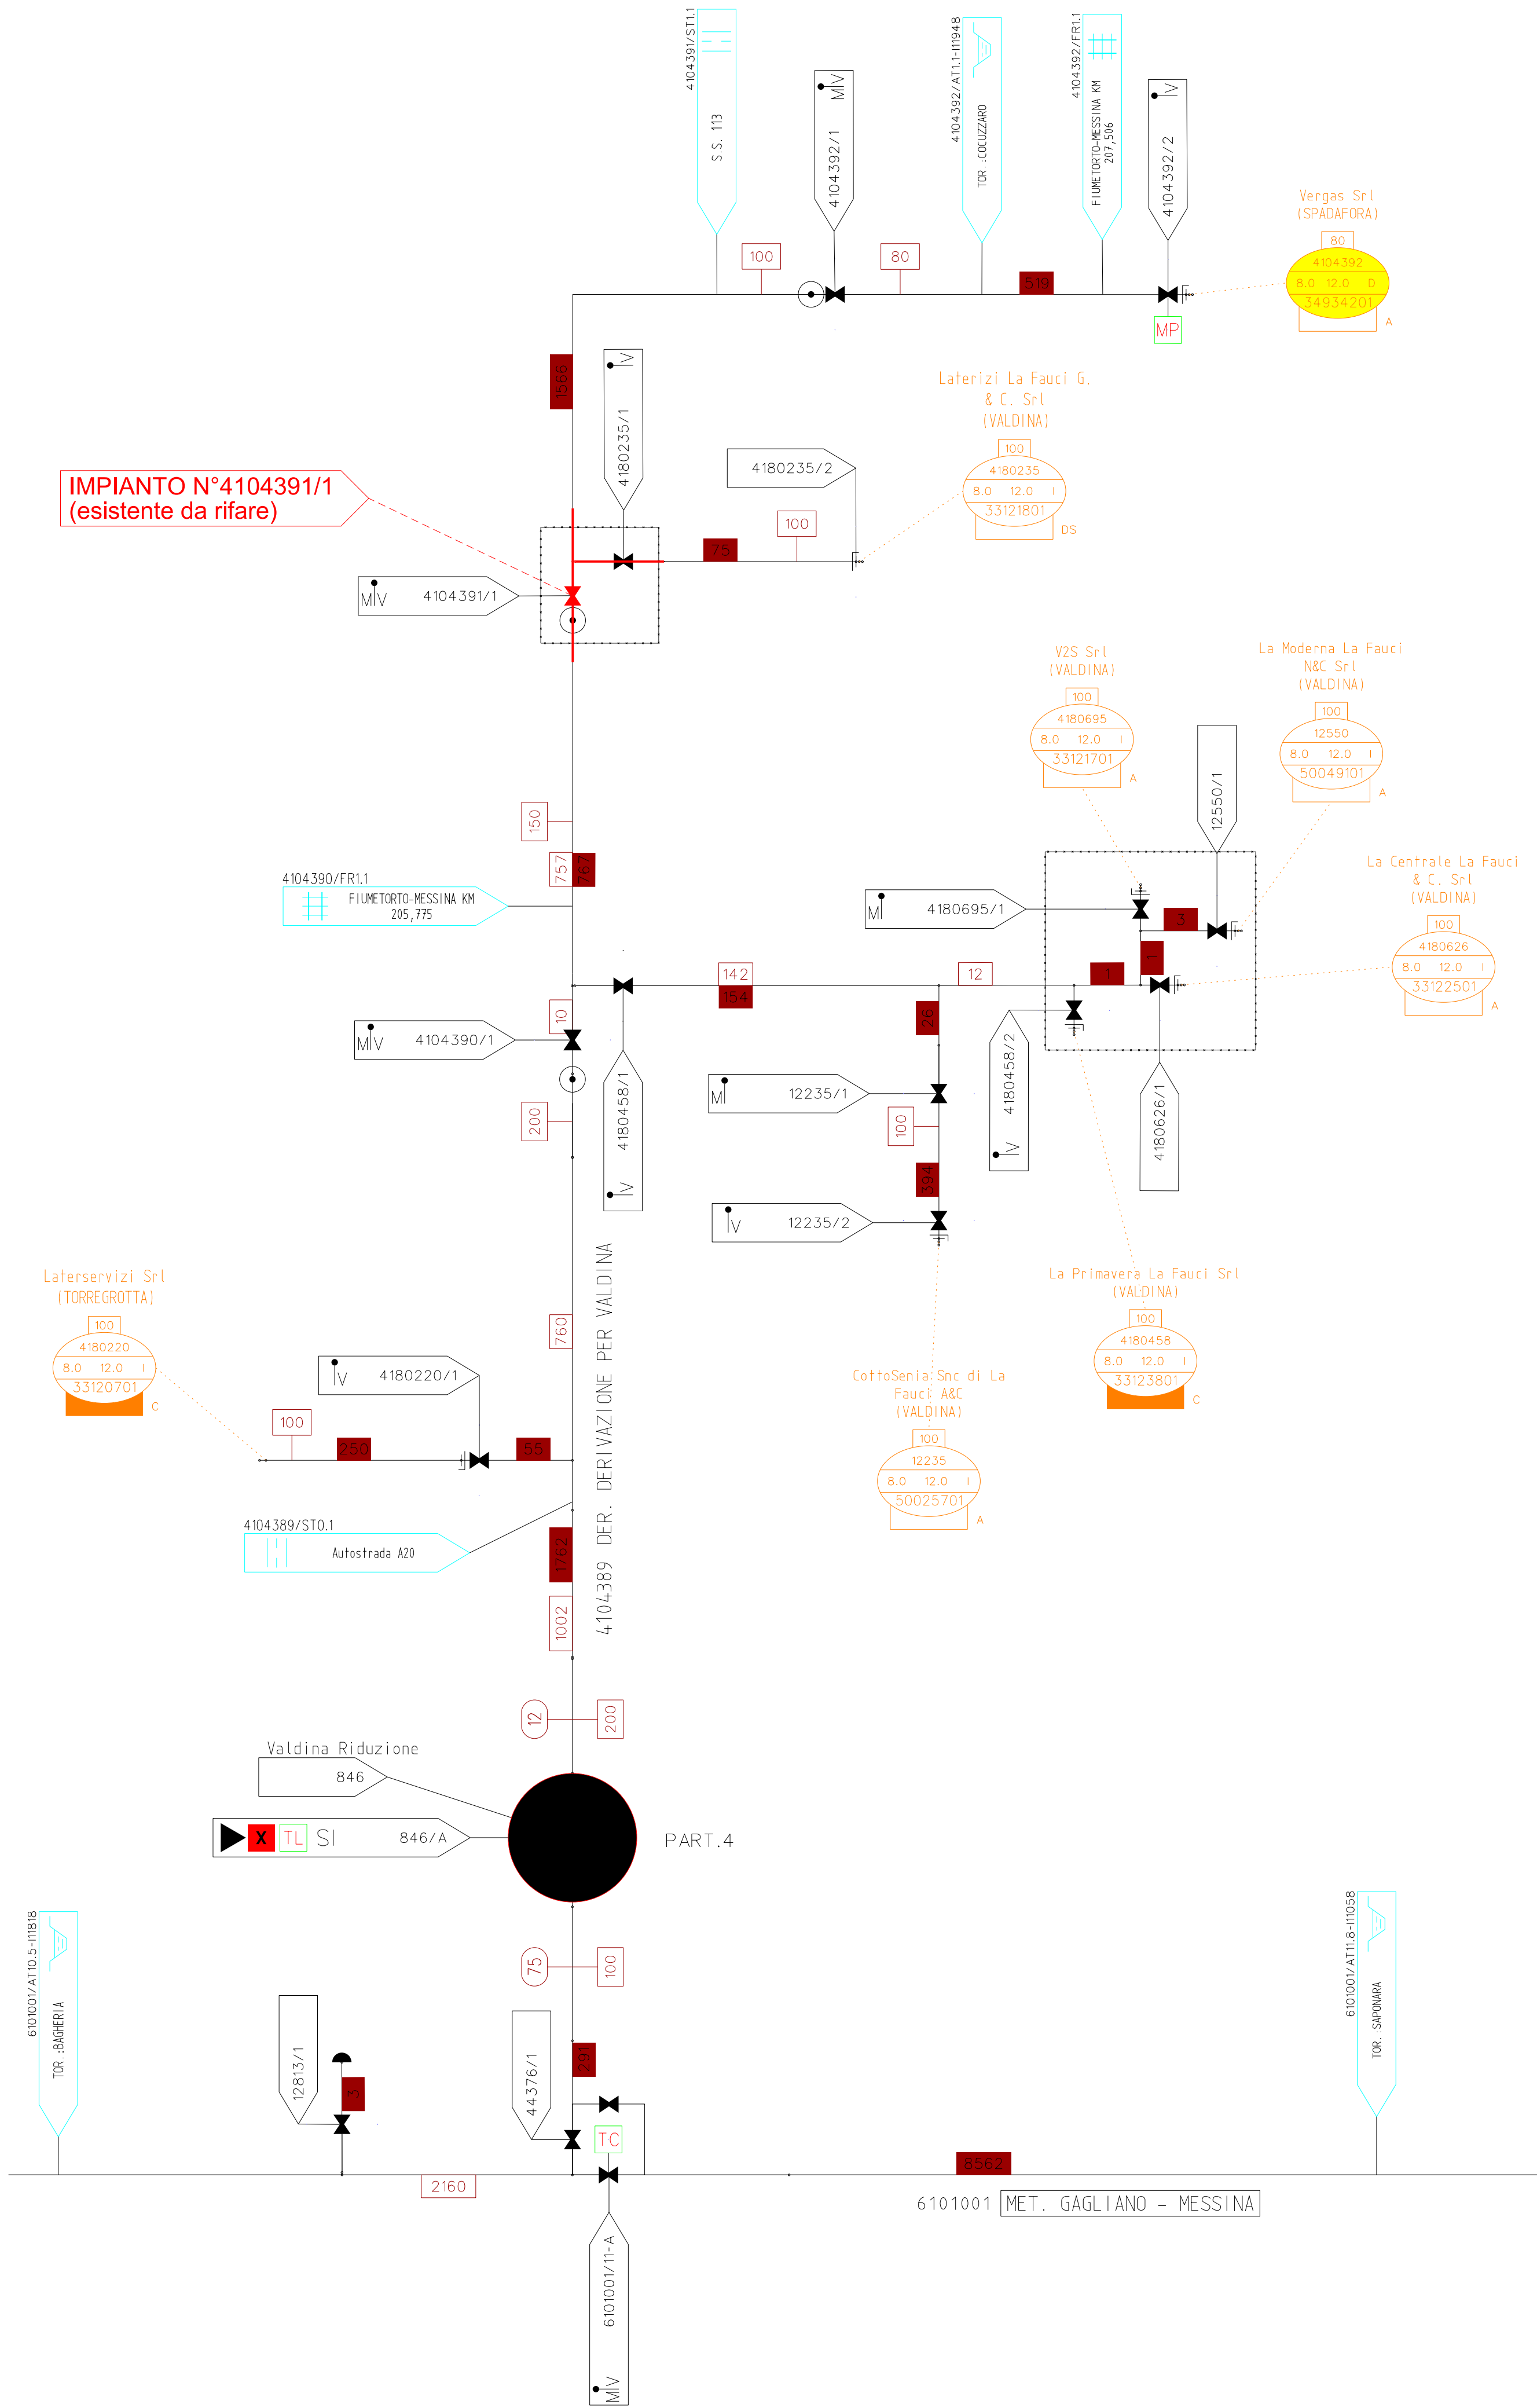 4104391/ST1.1
S.S. 113
MIV
4104392/1
4104392/AT1.1-I11948
TOR.:COCUZZARO
4104392/FR1.1
FIUMETORTO-MESSINA KM
207,506
IV
4104392/2
Vergas Srl
(SPADAFORA)
80
4104392
8.0 12.0 D
34934201
A
100
80
519
MP
1566
IV
4180235/1
Laterizi La Fauci G.
& C. Srl
(VALDINA)
100
4180235
8.0 12.0 I
33121801
DS
4180235/2
100
75
IMPIANTO N°4104391/1
(esistente da rifare)
MIV
4104391/1
V2S Srl
(VALDINA)
100
4180695
8.0 12.0 I
33121701
A
La Moderna La Fauci
N&C Srl
(VALDINA)
100
12550
8.0 12.0 I
50049101
A
12550/1
150
757
767
4104390/FR1.1
FIUMETORTO-MESSINA KM
205,775
MI
4180695/1
3
1
La Centrale La Fauci
& C. Srl
(VALDINA)
100
4180626
8.0 12.0 I
33122501
A
142
154
12
1
10
MIV
4104390/1
26
4180458/2
IV
4180626/1
MI
12235/1
100
200
4180458/1
IV
394
IV
12235/2
4104389 DER. DERIVAZIONE PER VALDINA
Laterservizi Srl
(TORREGROTTA)
100
4180220
8.0 12.0 I
33120701
C
760
IV
4180220/1
La Primavera La Fauci Srl
(VALDINA)
100
4180458
8.0 12.0 I
33123801
C
CottoSenia Snc di La
Fauci A&C
(VALDINA)
100
12235
8.0 12.0 I
50025701
A
100
250
55
4104389/ST0.1
Autostrada A20
1762
1002
12
200
Valdina Riduzione
846
X
TL
SI
846/A
PART.4
6101001/AT10.5-I11818
TOR.:BAGHERIA
75
100
6101001/AT11.8-I11058
TOR.:SAPONARA
12813/1
3
44376/1
291
TC
2160
8562
6101001 MET. GAGLIANO - MESSINA
6101001/11-A
MIV